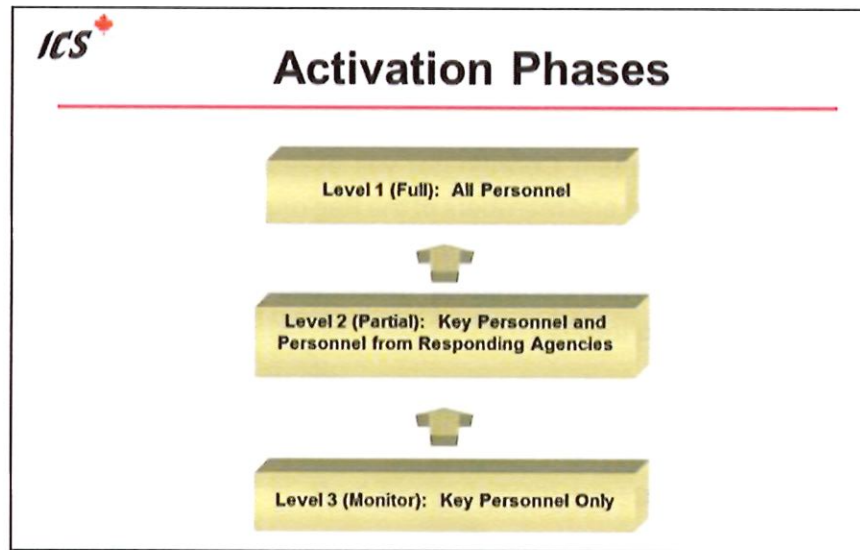 ICS
Activation Phases
Level 1 (Full): All Personnel
Level 2 (Partial): Key Personnel and
Personnel from Responding Agencies
Level 3 (Monitor): Key Personnel Only